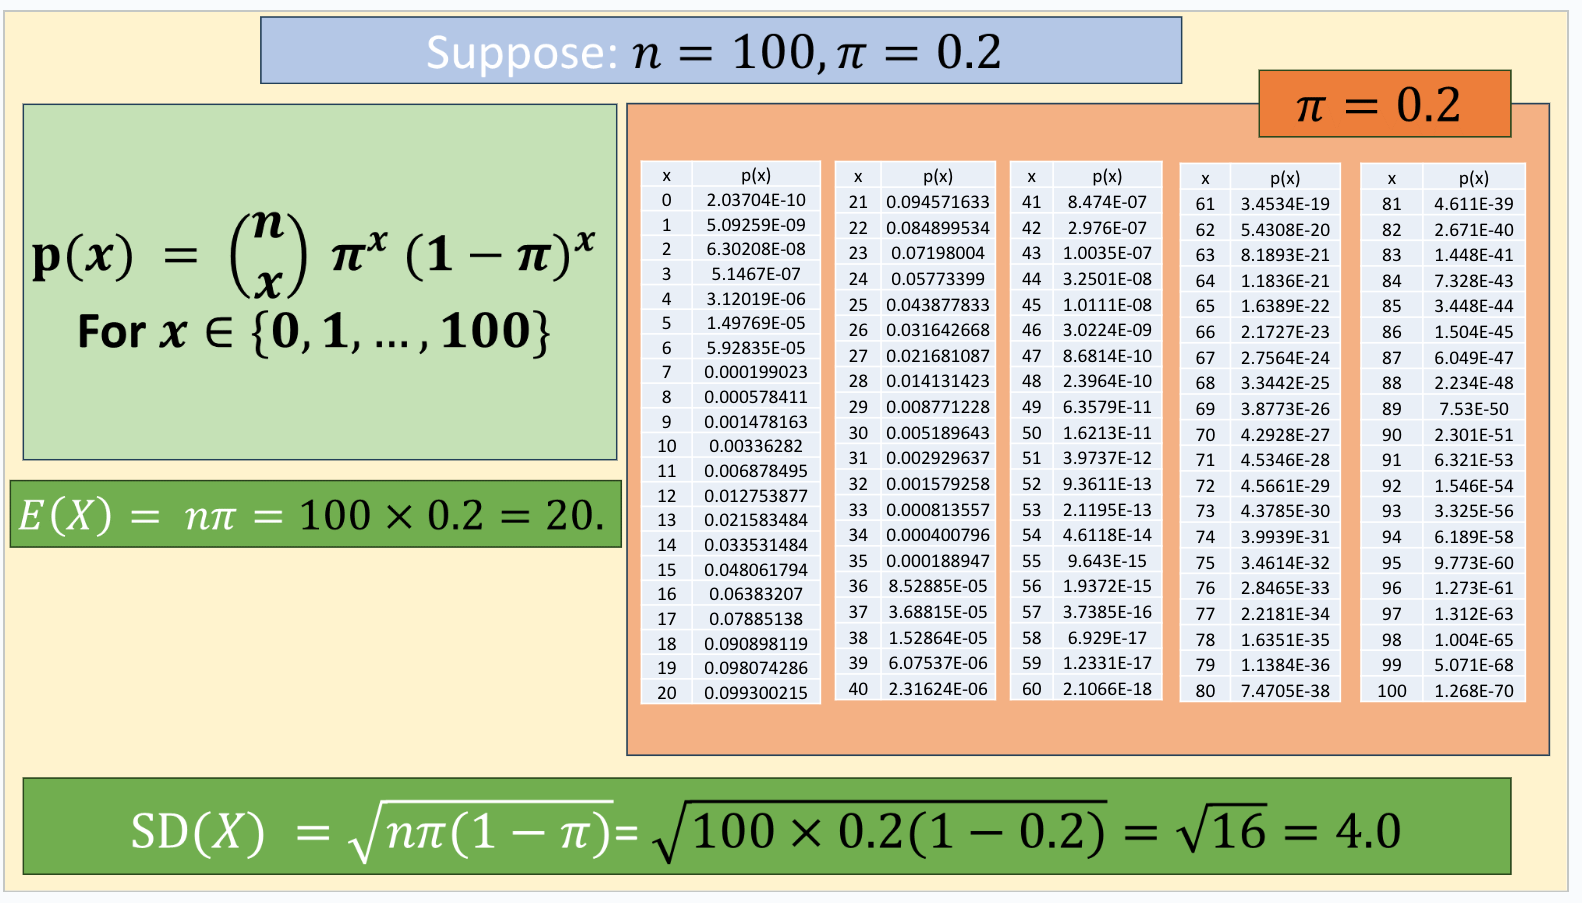 Suppose: n = 100, π = 0.2
π = 0.2
p(x) = (n x) π^x (1 − π)^x
For x ∈ {0, 1, … , 100}
E(X) = nπ = 100 × 0.2 = 20.
x p(x)
0 2.03704E-10
1 5.09259E-09
2 6.30208E-08
3 5.1467E-07
4 3.12019E-06
5 1.49769E-05
6 5.92835E-05
7 0.000199023
8 0.000578411
9 0.001478163
10 0.00336282
11 0.006878495
12 0.012753877
13 0.021583484
14 0.033531484
15 0.048061794
16 0.06383207
17 0.07885138
18 0.090898119
19 0.098074286
20 0.099300215
x p(x)
21 0.094571633
22 0.084899534
23 0.07198004
24 0.05773399
25 0.043877833
26 0.031642668
27 0.021681087
28 0.014131423
29 0.008771228
30 0.005189643
31 0.002929637
32 0.001579258
33 0.000813557
34 0.000400796
35 0.000188947
36 8.52885E-05
37 3.68815E-05
38 1.52864E-05
39 6.07537E-06
40 2.31624E-06
x p(x)
41 8.474E-07
42 2.976E-07
43 1.0035E-07
44 3.2501E-08
45 1.0111E-08
46 3.0224E-09
47 8.6814E-10
48 2.3964E-10
49 6.3579E-11
50 1.6213E-11
51 3.9737E-12
52 9.3611E-13
53 2.1195E-13
54 4.6118E-14
55 9.643E-15
56 1.9372E-15
57 3.7385E-16
58 6.929E-17
59 1.2331E-17
60 2.1066E-18
x p(x)
61 3.4534E-19
62 5.4308E-20
63 8.1893E-21
64 1.1836E-21
65 1.6389E-22
66 2.1727E-23
67 2.7564E-24
68 3.3442E-25
69 3.8773E-26
70 4.2928E-27
71 4.5346E-28
72 4.5661E-29
73 4.3785E-30
74 3.9939E-31
75 3.4614E-32
76 2.8465E-33
77 2.2181E-34
78 1.6351E-35
79 1.1384E-36
80 7.4705E-38
x p(x)
81 4.611E-39
82 2.671E-40
83 1.448E-41
84 7.328E-43
85 3.448E-44
86 1.504E-45
87 6.049E-47
88 2.234E-48
89 7.53E-50
90 2.301E-51
91 6.321E-53
92 1.546E-54
93 3.325E-56
94 6.189E-58
95 9.773E-60
96 1.273E-61
97 1.312E-63
98 1.004E-65
99 5.071E-68
100 1.268E-70
SD(X) = √nπ(1 − π)= √100 × 0.2(1 − 0.2) = √16 = 4.0